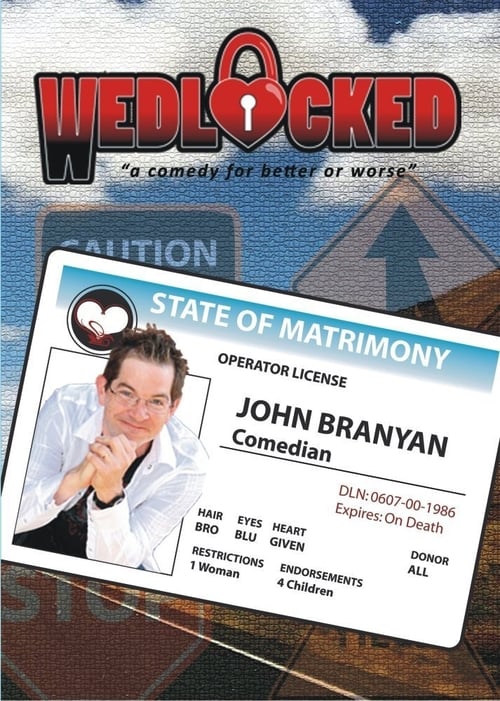 WEDLOCKED
"a comedy for better or worse"
CAUTION
STATE OF MATRIMONY
OPERATOR LICENSE
JOHN BRANYAN
Comedian
DLN: 0607-00-1986
Expires: On Death
HAIR EYES HEART
BRO BLU GIVEN
DONOR
ALL
RESTRICTIONS ENDORSEMENTS
1 Woman 4 Children
STOP